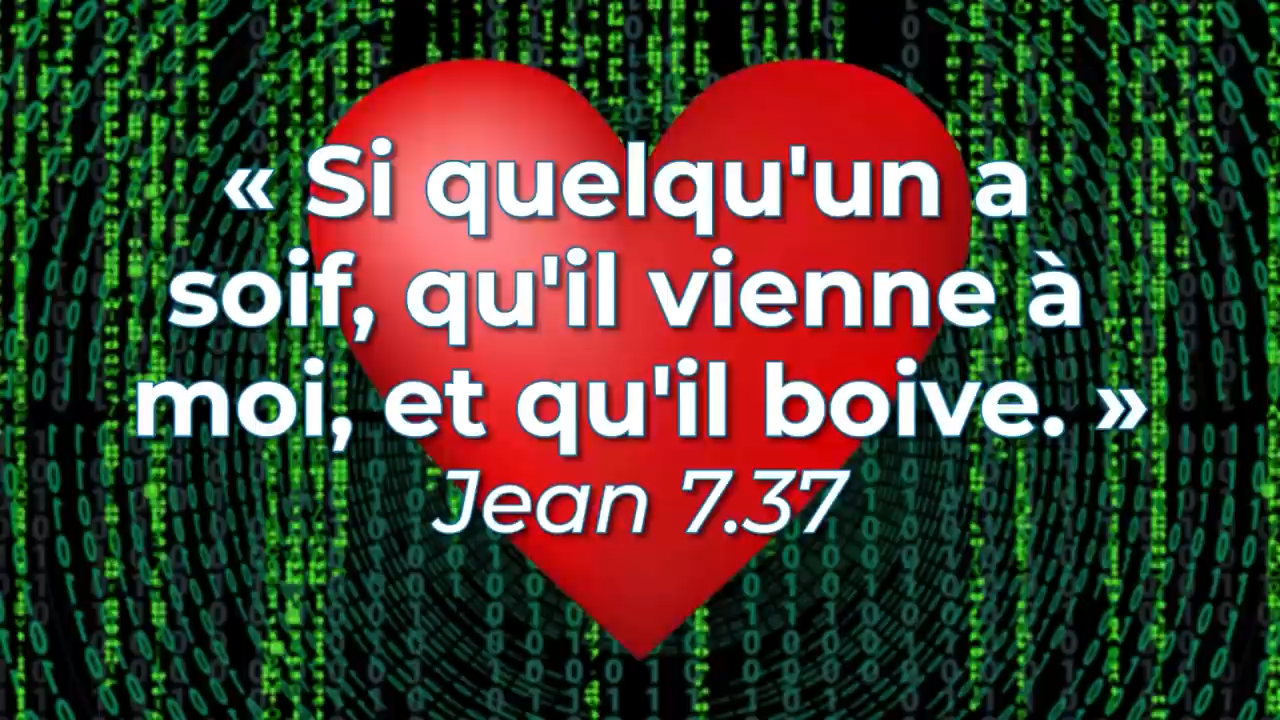 « Si quelqu'un a
soif, qu'il vienne à
moi, et qu'il boive. »
Jean 7.37